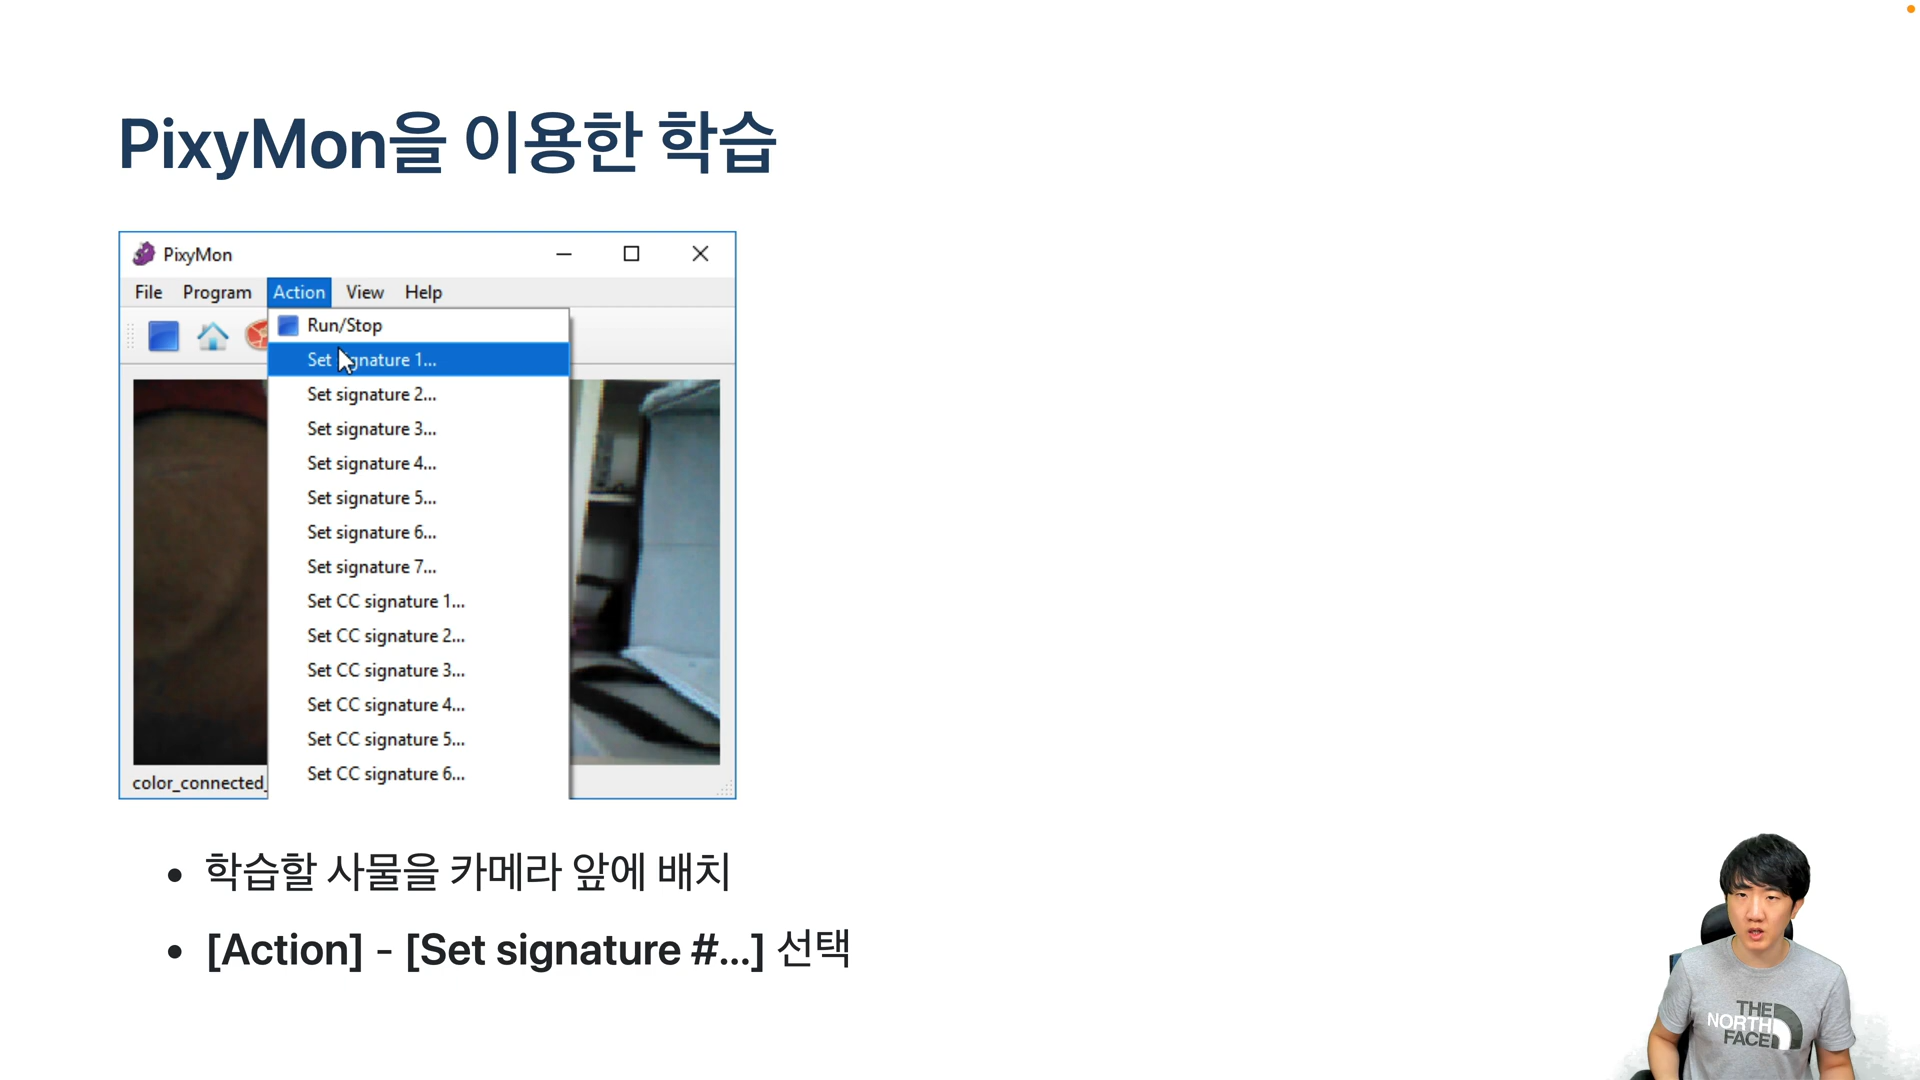 PixyMon을 이용한 학습
PixyMon
File Program Action View Help
Run/Stop
Set signature 1...
Set signature 2...
Set signature 3...
Set signature 4...
Set signature 5...
Set signature 6...
Set signature 7...
Set CC signature 1...
Set CC signature 2...
Set CC signature 3...
Set CC signature 4...
Set CC signature 5...
Set CC signature 6...
color_connected_
• 학습할 사물을 카메라 앞에 배치
• [Action] - [Set signature #...] 선택
THE
NORTH
FACE